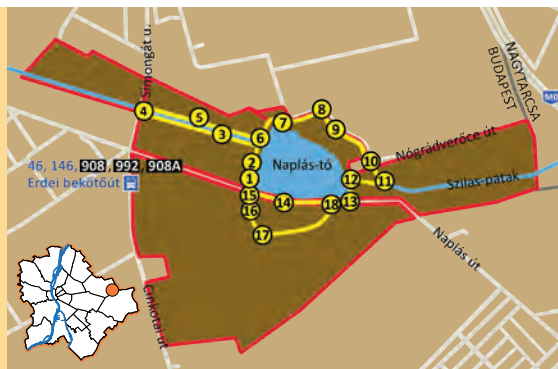 Simongát u.
NAGYTARCSA
BUDAPEST
M0
4
5
3
6
7
8
9
10
Nógrádverőce út
Naplás-tó
2
1
12
11
Szilas-patak
46, 146, 908, 992, 908A
Erdei bekötőút
15
16
14
18
13
17
Naplás út
Cinkotai út